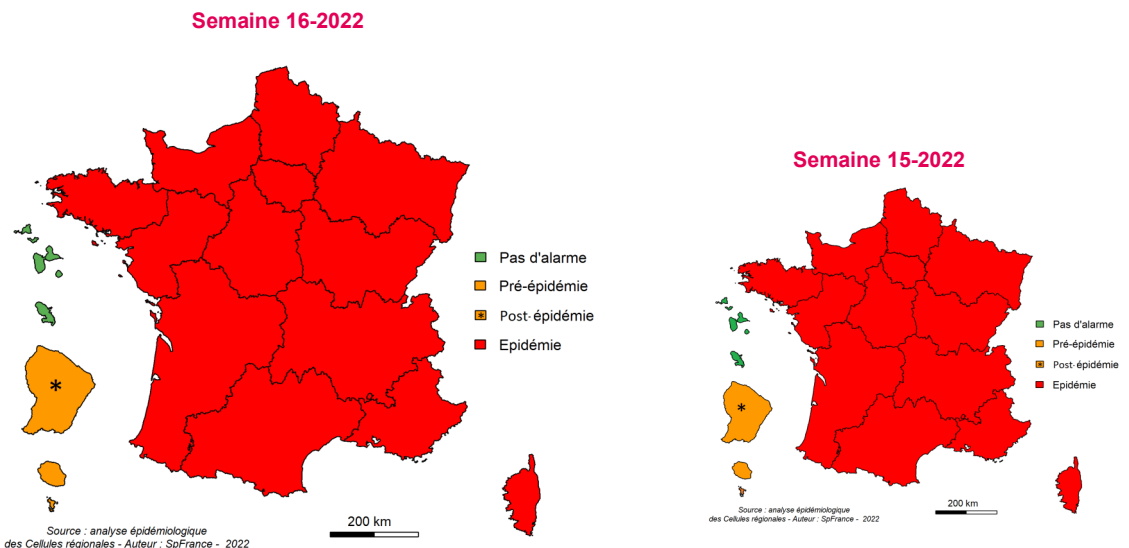 Semaine 16-2022
Pas d'alarme
Pré-épidémie
*
Post-épidémie
Epidémie
*
200 km
Source : analyse épidémiologique
des Cellules régionales - Auteur : SpFrance - 2022
Semaine 15-2022
Pas d'alarme
Pré-épidémie
*
Post-épidémie
Epidémie
*
200 km
Source : analyse épidémiologique
des Cellules régionales - Auteur : SpFrance - 2022